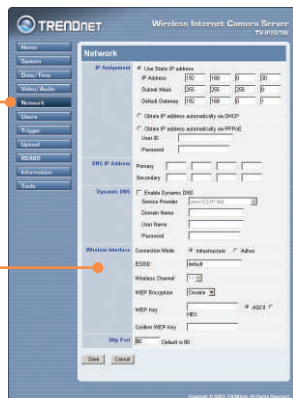 TRENDNET
Wireless Internet Camera Server
TV-IP201W
Home
System
Date/Time
Video/Audio
Network
Users
Trigger
Upload
RS485
Information
Tools
Network
IP Assignment
Use Static IP address
IP Address 192 168 0 30
Subnet Mask 255 255 255 0
Default Gateway 192 168 0 1
Obtain IP address automatically via DHCP
Obtain IP address automatically via PPPoE
User ID
Password
DNS IP Address Primary
Secondary
Dynamic DNS Enable Dynamic DNS
Service Provider
Domain Name
User Name
Password
Wireless Interface Connection Mode Infrastructure Adhoc
ESSID default
Wireless Channel 11
WEP Encryption Disable
WEP Key ASCII
HEX
Confirm WEP Key
Http Port 80 Default is 80
Save Cancel